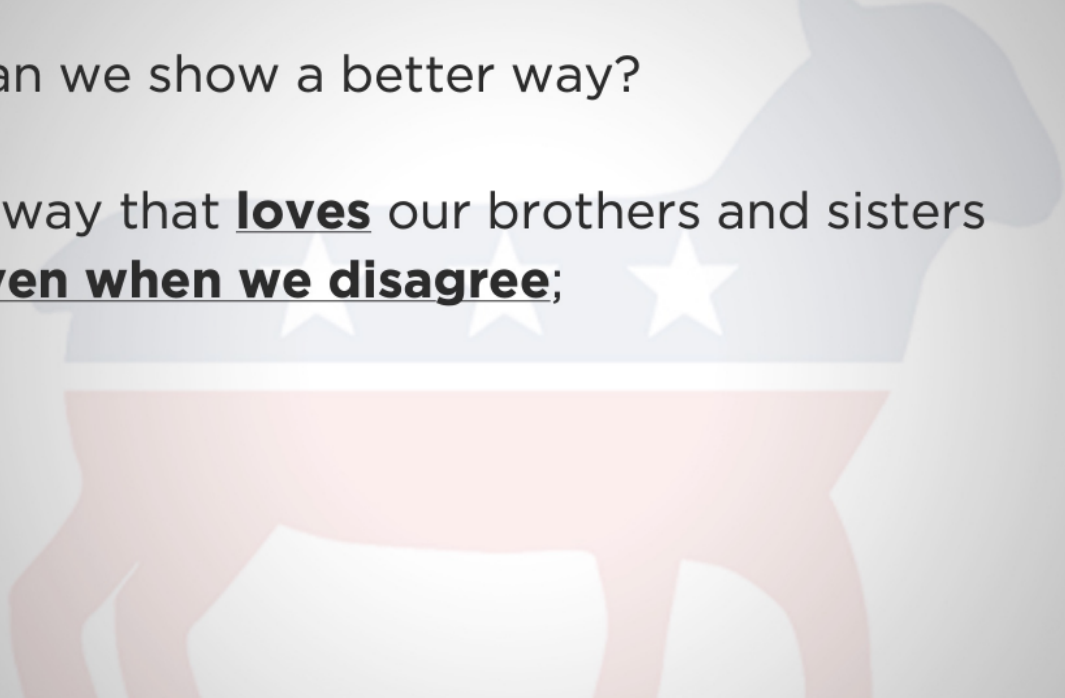 an we show a better way?
way that loves our brothers and sisters
ven when we disagree;